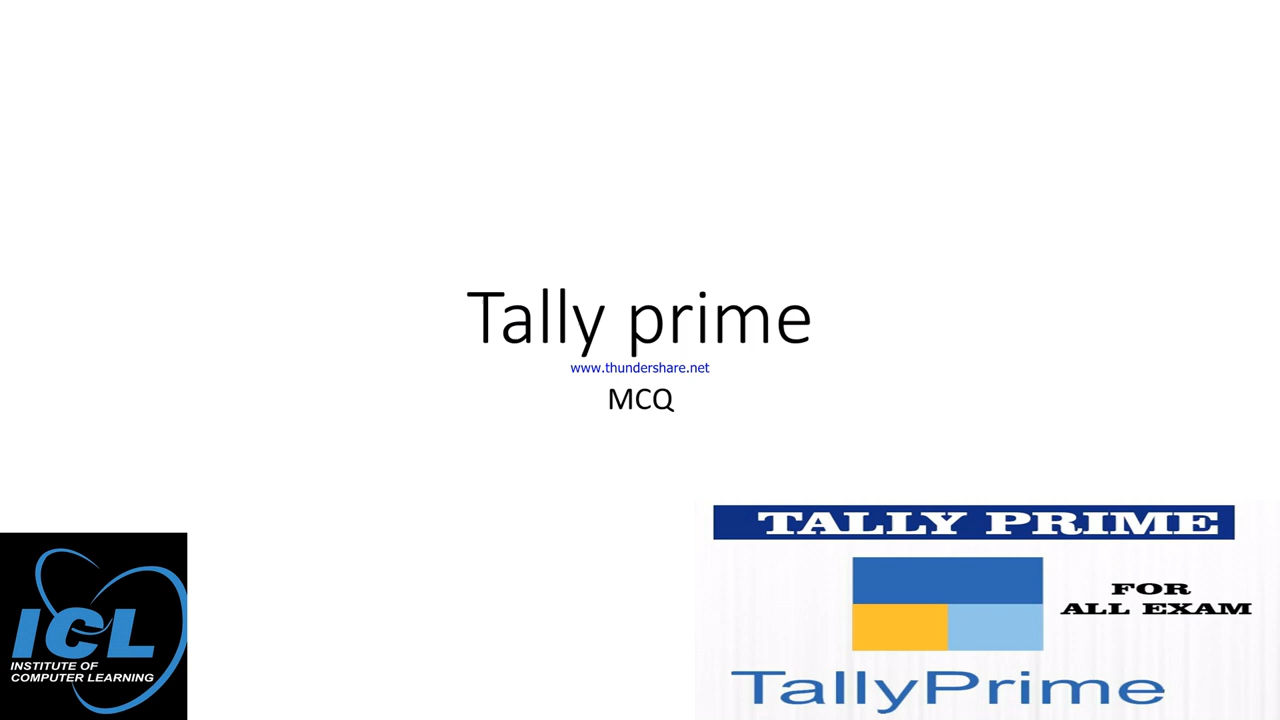 Tally prime
www.thundershare.net
MCQ
ICL
INSTITUTE OF
COMPUTER LEARNING
TALLY PRIME
FOR
ALL EXAM
TallyPrime